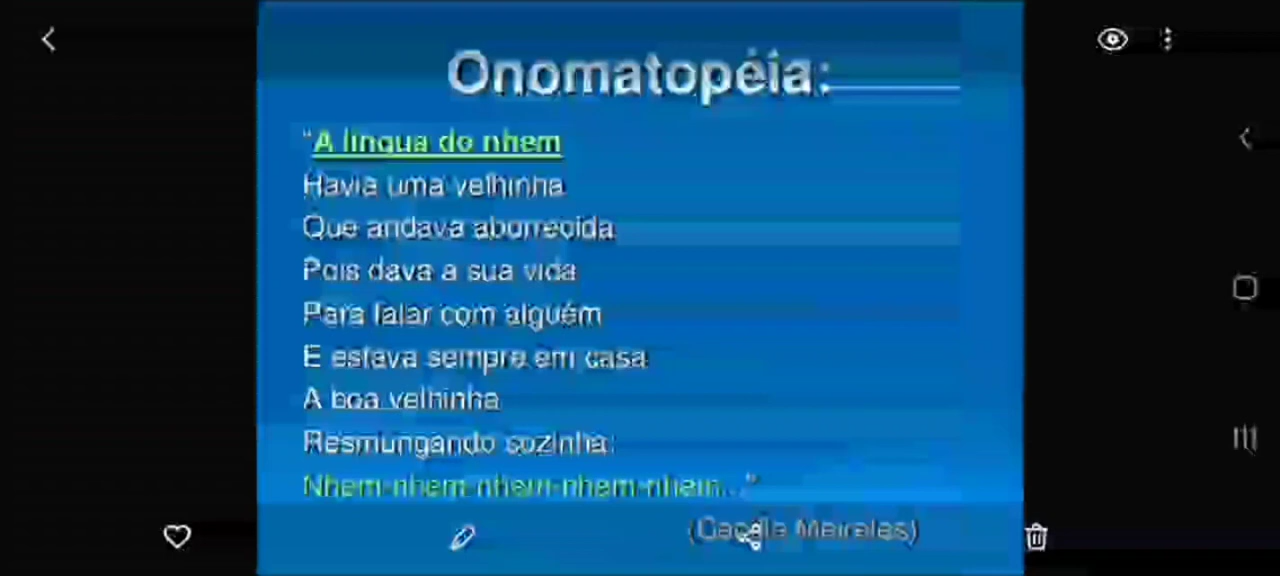 Onomatopéia:
"A língua do nhem
Havia uma velhinha
Que andava aborrecida
Pois dava a sua vida
Para falar com alguém
E estava sempre em casa
A boa velhinha
Resmungando sozinha:
Nhem-nhem-nhem-nhem-nhem..."
(Cecília Meireles)